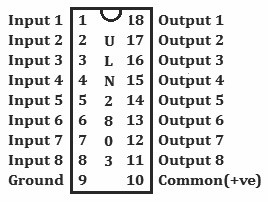 Input 1 1 18 Output 1
Input 2 2 U 17 Output 2
Input 3 3 L 16 Output 3
Input 4 4 N 15 Output 4
Input 5 5 2 14 Output 5
Input 6 6 8 13 Output 6
Input 7 7 0 12 Output 7
Input 8 8 3 11 Output 8
Ground 9 10 Common(+ve)